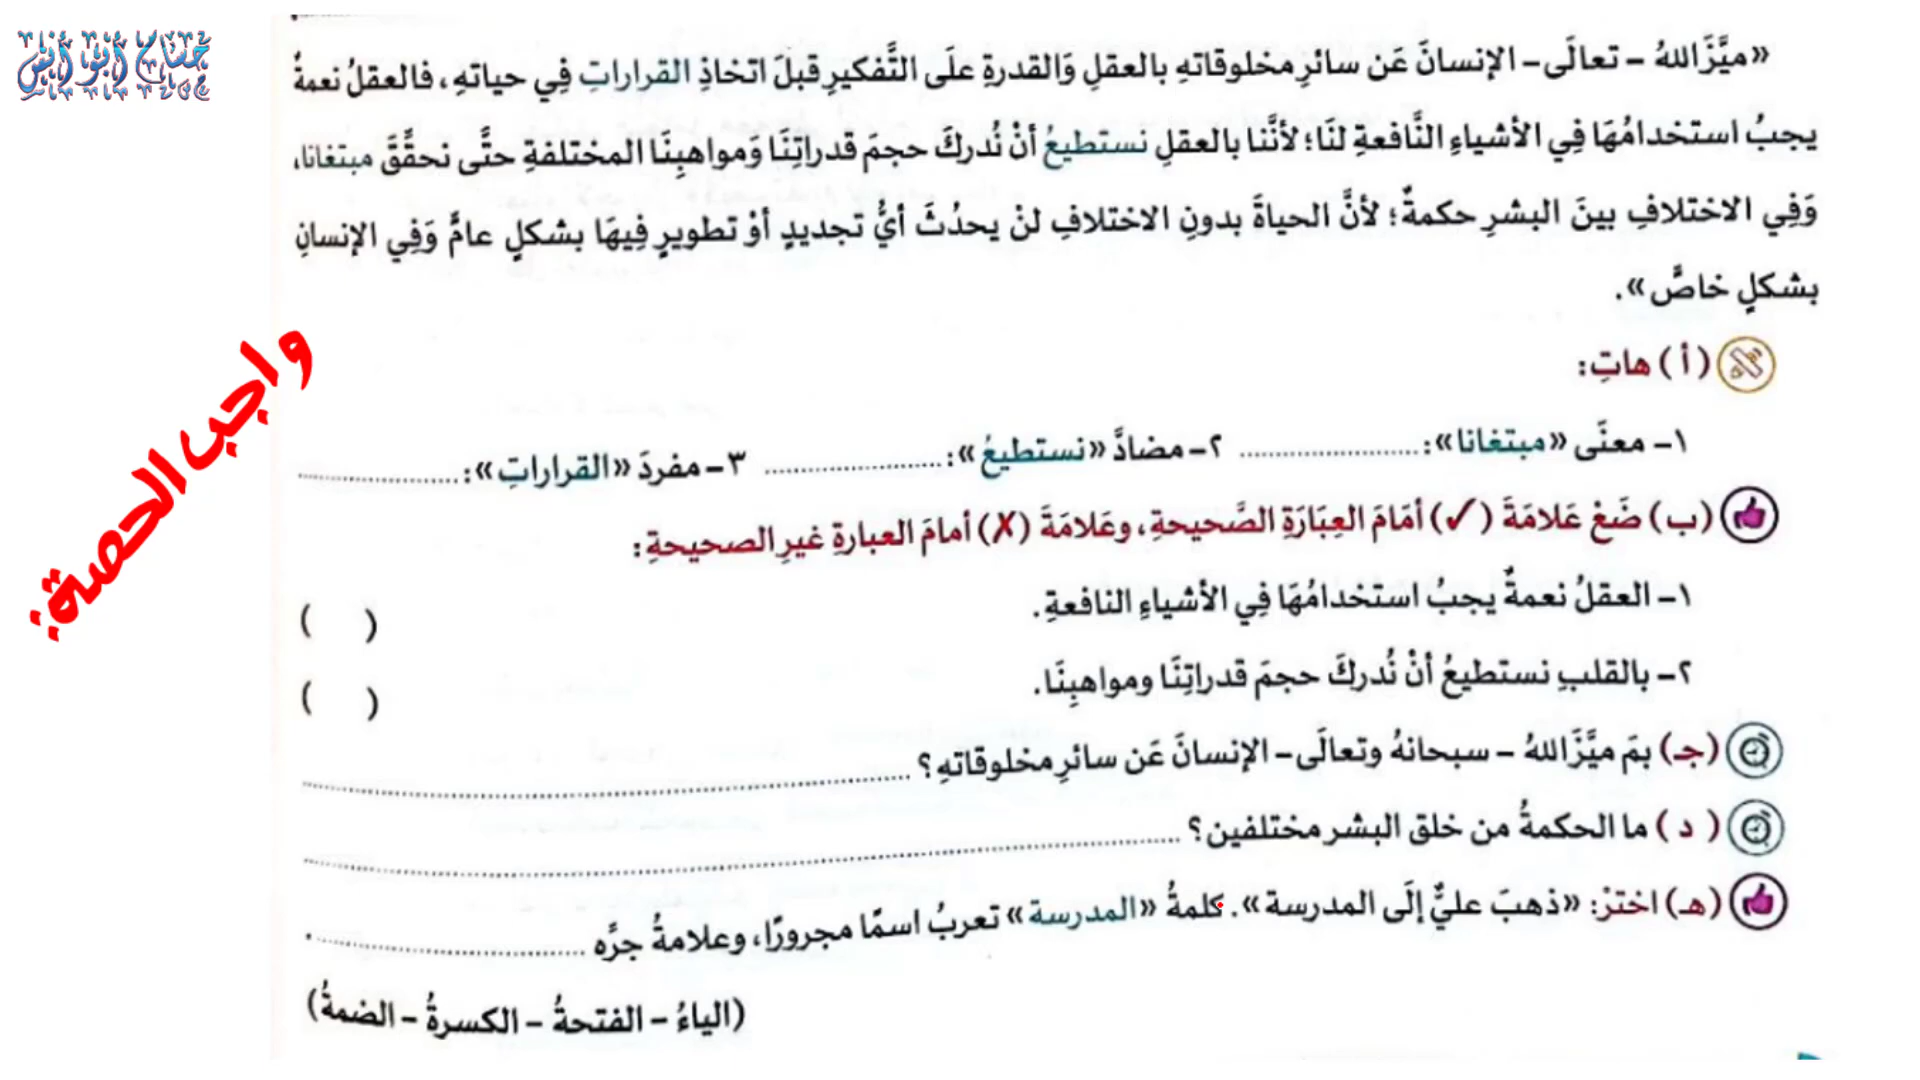 جناح أبو أنس
«ميَّزَ اللهُ – تعالَى– الإنسانَ عَن سائرِ مخلوقاتهِ بالعقلِ وَالقدرةِ علَى التَّفكيرِ قبلَ اتخاذِ القراراتِ فِي حياتهِ، فالعقلُ نعمةٌ
يجبُ استخدامُهَا فِي الأشياءِ النَّافعةِ لنَا؛ لأنَّنا بالعقلِ نستطيعُ أنْ نُدركَ حجمَ قدراتِنَا وَمواهبِنَا المختلفةِ حتَّى نحقِّقَ مبتغانا،
وَفِي الاختلافِ بينَ البشرِ حكمةٌ؛ لأنَّ الحياةَ بدونِ الاختلافِ لنْ يحدُثَ أيُّ تجديدٍ أوْ تطويرٍ فِيهَا بشكلٍ عامٍّ وَفِي الإنسانِ
بشكلٍ خاصٍّ».
(أ) هاتِ:
١– معنَى «مبتغانا»: .................... ٢– مضادَّ «نستطيعُ»: .................... ٣– مفردَ «القراراتِ»: ....................
(ب) ضَعْ عَلامَةَ (✓) أمَامَ العِبَارَةِ الصَّحيحةِ، وعَلامَةَ (✗) أمامَ العبارةِ غيرِ الصحيحةِ:
١– العقلُ نعمةٌ يجبُ استخدامُهَا فِي الأشياءِ النافعةِ. ( )
٢– بالقلبِ نستطيعُ أنْ نُدركَ حجمَ قدراتِنَا ومواهبِنَا. ( )
(جـ) بمَ ميَّزَ اللهُ – سبحانهُ وتعالَى– الإنسانَ عَن سائرِ مخلوقاتهِ؟ ....................
(د) ما الحكمةُ من خلق البشر مختلفين؟ ....................
(هـ) اخترْ: «ذهبَ عليٌّ إلَى المدرسة». كلمةُ «المدرسة» تعربُ اسمًا مجرورًا، وعلامةُ جرِّه .................... .
(الياءُ – الفتحةُ – الكسرةُ – الضمةُ)
واجب الحصة: